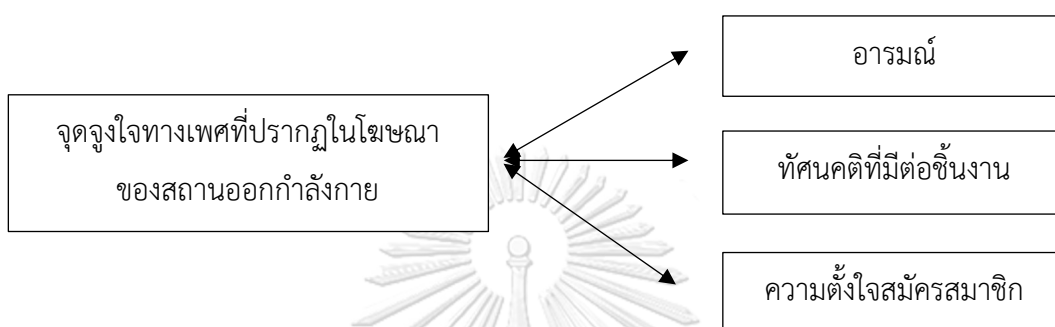 จุดจูงใจทางเพศที่ปรากฏในโฆษณา
ของสถานออกกำลังกาย
อารมณ์
ทัศนคติที่มีต่อชิ้นงาน
ความตั้งใจสมัครสมาชิก